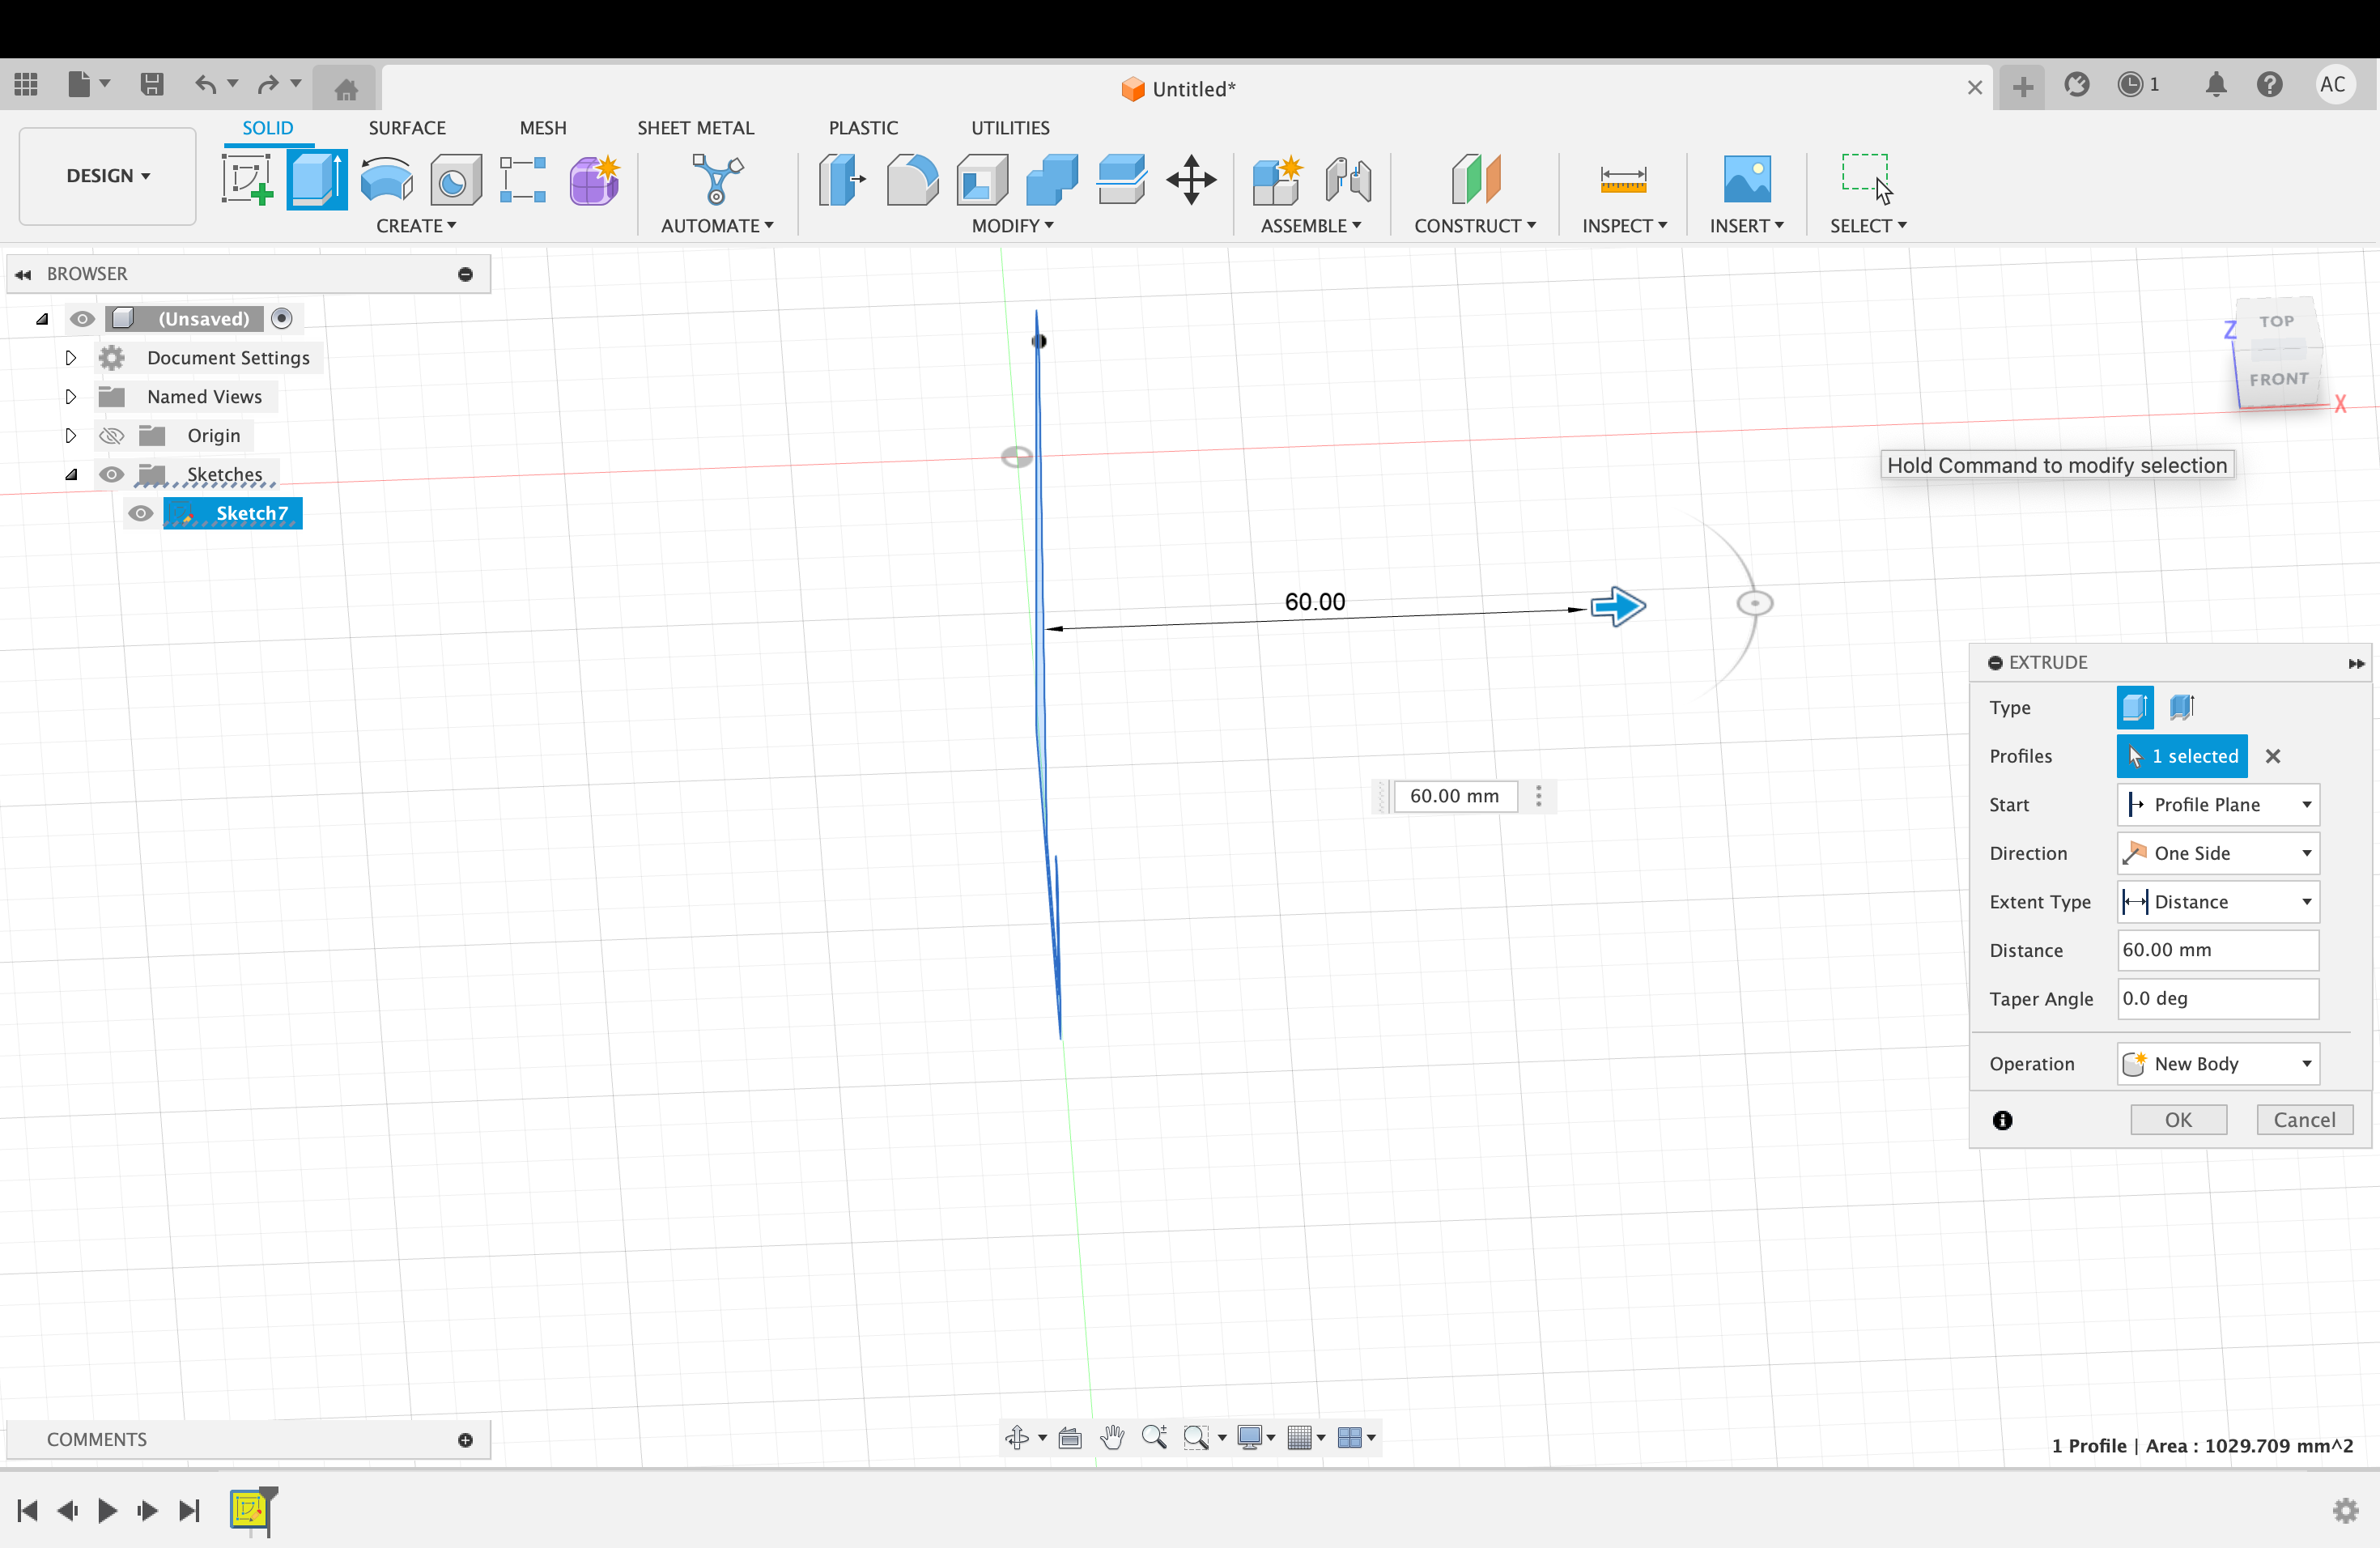 Untitled*
1
AC
DESIGN
SOLID
SURFACE
MESH
SHEET METAL
PLASTIC
UTILITIES
CREATE
AUTOMATE
MODIFY
ASSEMBLE
CONSTRUCT
INSPECT
INSERT
SELECT
BROWSER
(Unsaved)
Document Settings
Named Views
Origin
Sketches
Sketch7
TOP
Z
FRONT
X
Hold Command to modify selection
60.00
60.00 mm
EXTRUDE
Type
Profiles 1 selected
Start Profile Plane
Direction One Side
Extent Type Distance
Distance 60.00 mm
Taper Angle 0.0 deg
Operation New Body
OK Cancel
COMMENTS
1 Profile | Area : 1029.709 mm^2